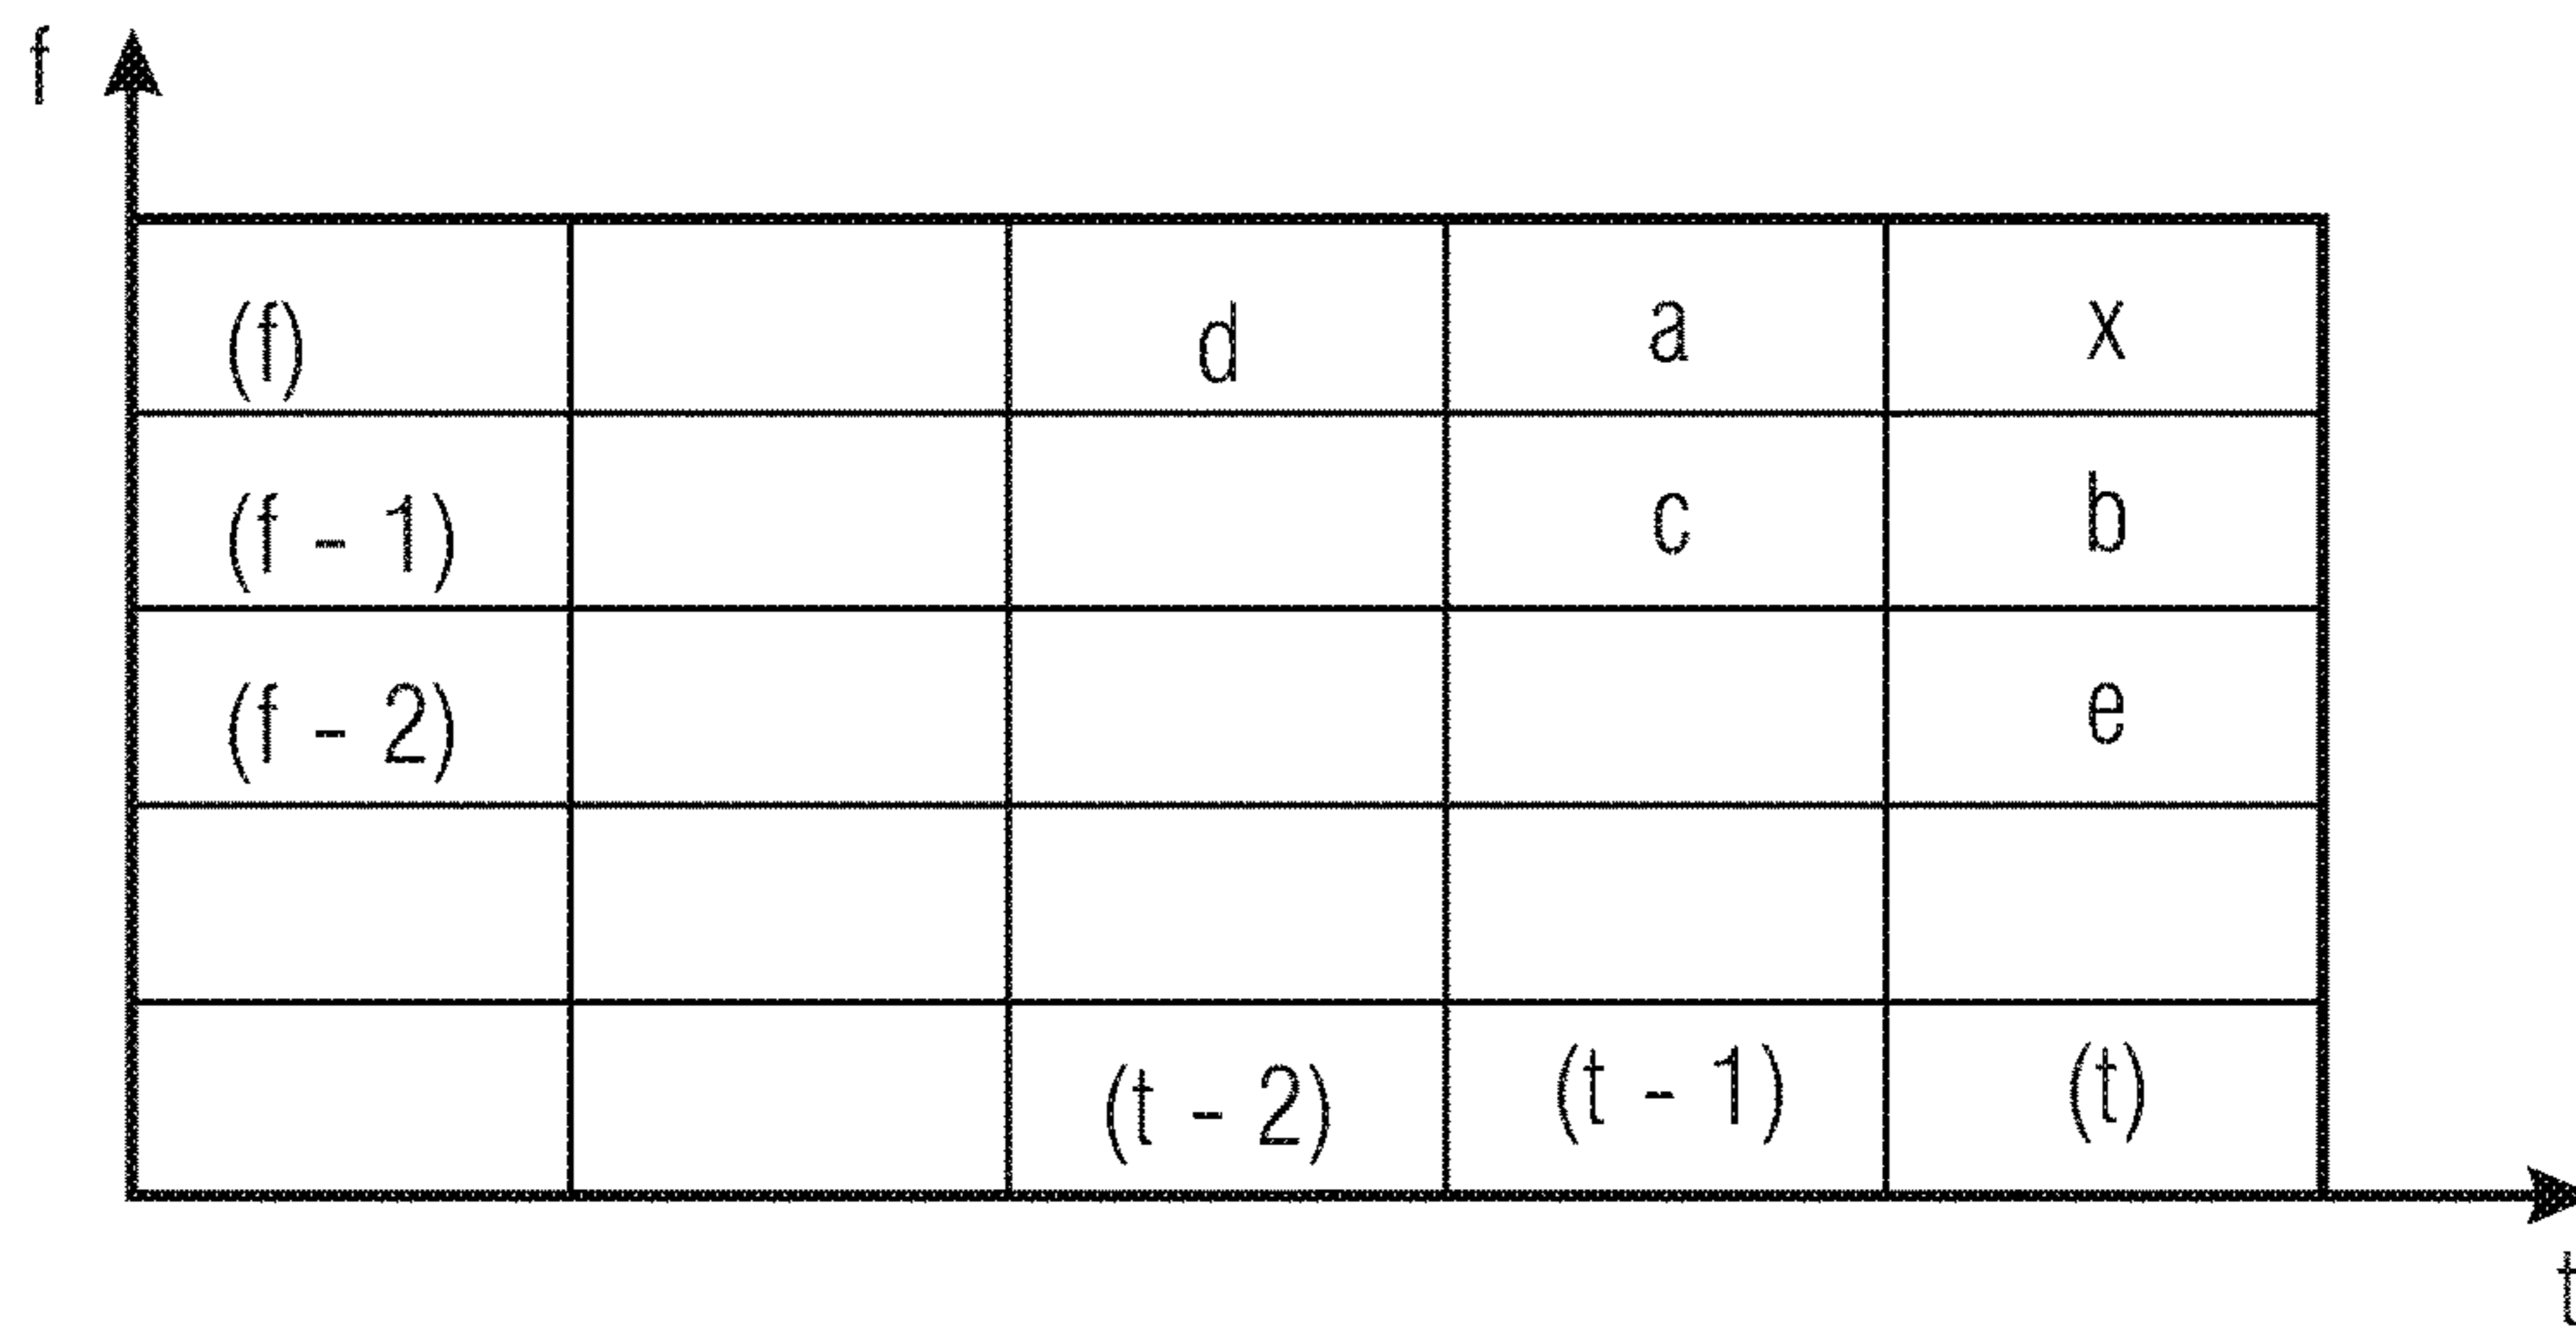 f
(f) d a x
(f - 1) c b
(f - 2) e
(t - 2) (t - 1) (t)
t